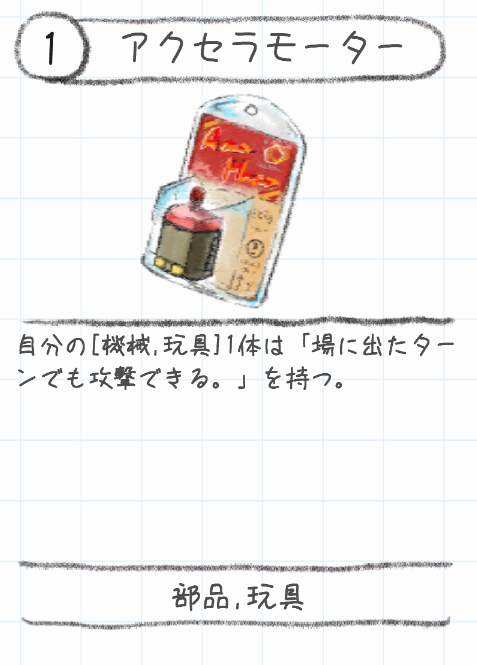 1 アクセラモーター
自分の[機械,玩具]1体は「場に出たター
ンでも攻撃できる。」を持つ。
部品,玩具